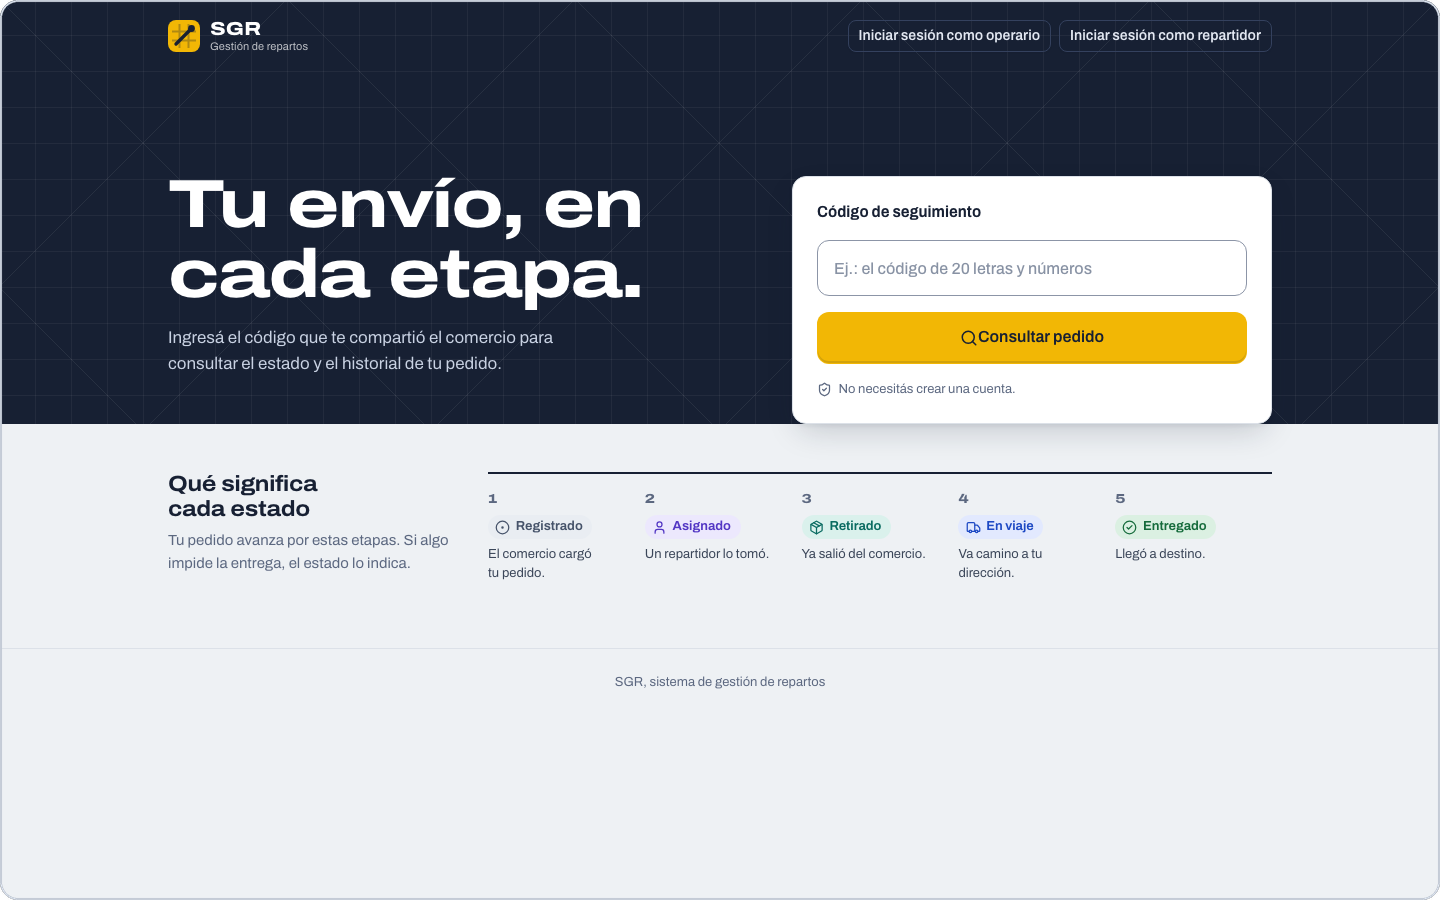 SGR
Gestión de repartos
Iniciar sesión como operario
Iniciar sesión como repartidor
Tu envío, en
cada etapa.
Ingresá el código que te compartió el comercio para
consultar el estado y el historial de tu pedido.
Código de seguimiento
Ej.: el código de 20 letras y números
Consultar pedido
No necesitás crear una cuenta.
Qué significa
cada estado
Tu pedido avanza por estas etapas. Si algo
impide la entrega, el estado lo indica.
1
Registrado
El comercio cargó
tu pedido.
2
Asignado
Un repartidor lo tomó.
3
Retirado
Ya salió del comercio.
4
En viaje
Va camino a tu
dirección.
5
Entregado
Llegó a destino.
SGR, sistema de gestión de repartos